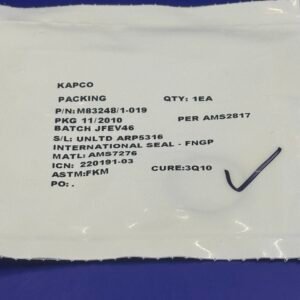 KAPCO
PACKING QTY: 1EA
P/N: M83248/1-019
PKG 11/2010 PER AMS2817
BATCH JFEV46
S/L: UNLTD ARP5316
INTERNATIONAL SEAL - FNGP
MATL: AMS7276
ICN: 220191-03
ASTM: FKM CURE:3Q10
PO: .